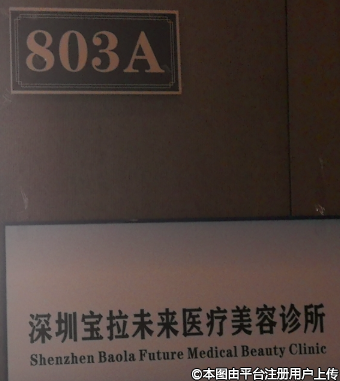 803A
深圳宝拉未来医疗美容诊所
Shenzhen Baola Future Medical Beauty Clinic
©本图由平台注册用户上传